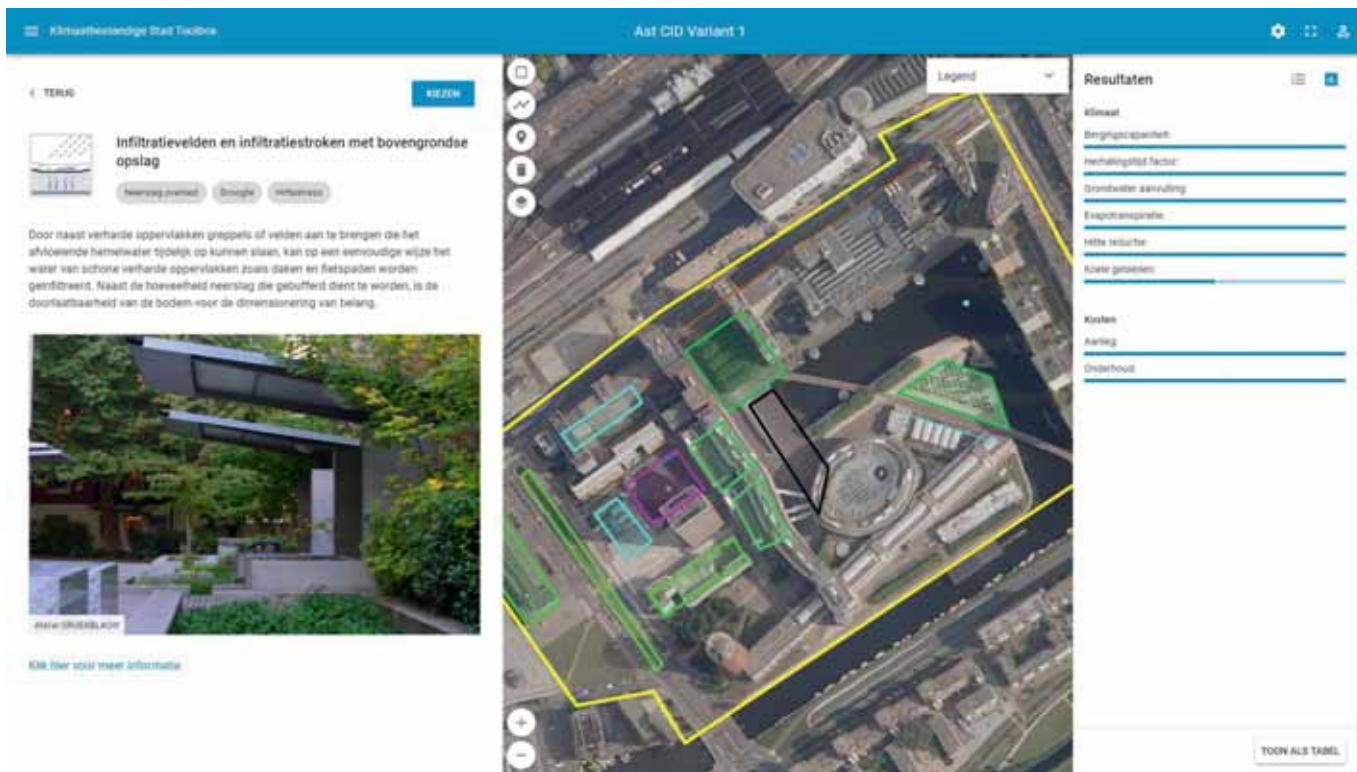 Klimaatbestendige Stad Toolbox
Ast CID Variant 1
TERUG
KIEZEN
Infiltratievelden en infiltratiestroken met bovengrondse
opslag
Neerslag overlast Droogte Hittestress
Door naast verharde oppervlakken greppels of velden aan te brengen die het
afvloeiende hemelwater tijdelijk op kunnen slaan, kan op een eenvoudige wijze het
water van schone verharde oppervlakken zoals daken en fietspaden worden
geïnfiltreerd. Naast de hoeveelheid neerslag die gebufferd dient te worden, is de
doorlaatbaarheid van de bodem voor de dimensionering van belang.
Klik hier voor meer informatie
Legend
Resultaten
Klimaat
Bergingscapaciteit:
Herhalingstijd factor:
Grondwater aanvulling:
Evapotranspiratie:
Hitte reductie:
Koele gebieden:
Kosten
Aanleg:
Onderhoud:
TOON ALS TABEL